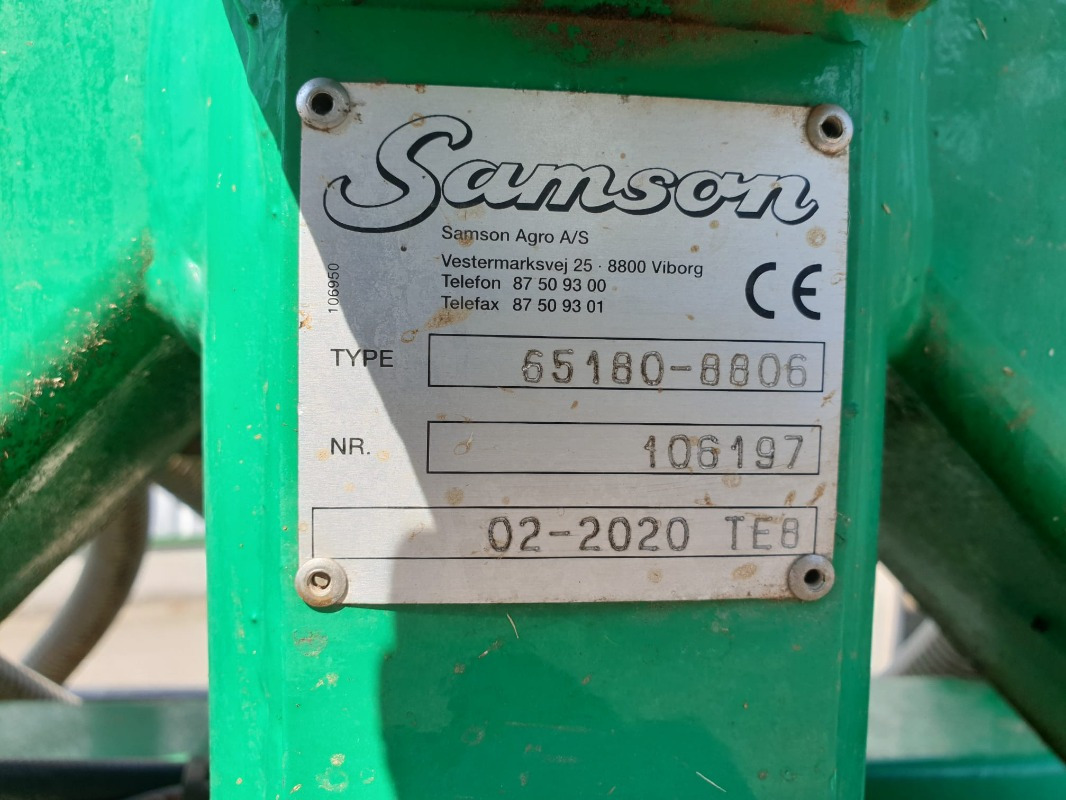 Samson
Samson Agro A/S
Vestermarksvej 25 · 8800 Viborg
Telefon 87 50 93 00
Telefax 87 50 93 01
CE
106950
TYPE 65180-8806
NR. 106197
02-2020 TEB